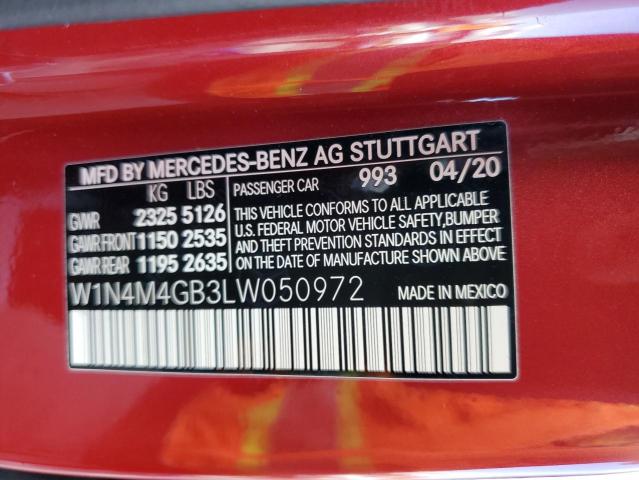 MFD BY MERCEDES-BENZ AG STUTTGART
KG LBS
GVWR 2325 5126
GAWR FRONT 1150 2535
GAWR REAR 1195 2635
PASSENGER CAR 993 04/20
THIS VEHICLE CONFORMS TO ALL APPLICABLE
U.S. FEDERAL MOTOR VEHICLE SAFETY,BUMPER
AND THEFT PREVENTION STANDARDS IN EFFECT
ON THE DATE OF MANUFACTURE SHOWN ABOVE
W1N4M4GB3LW050972 MADE IN MEXICO